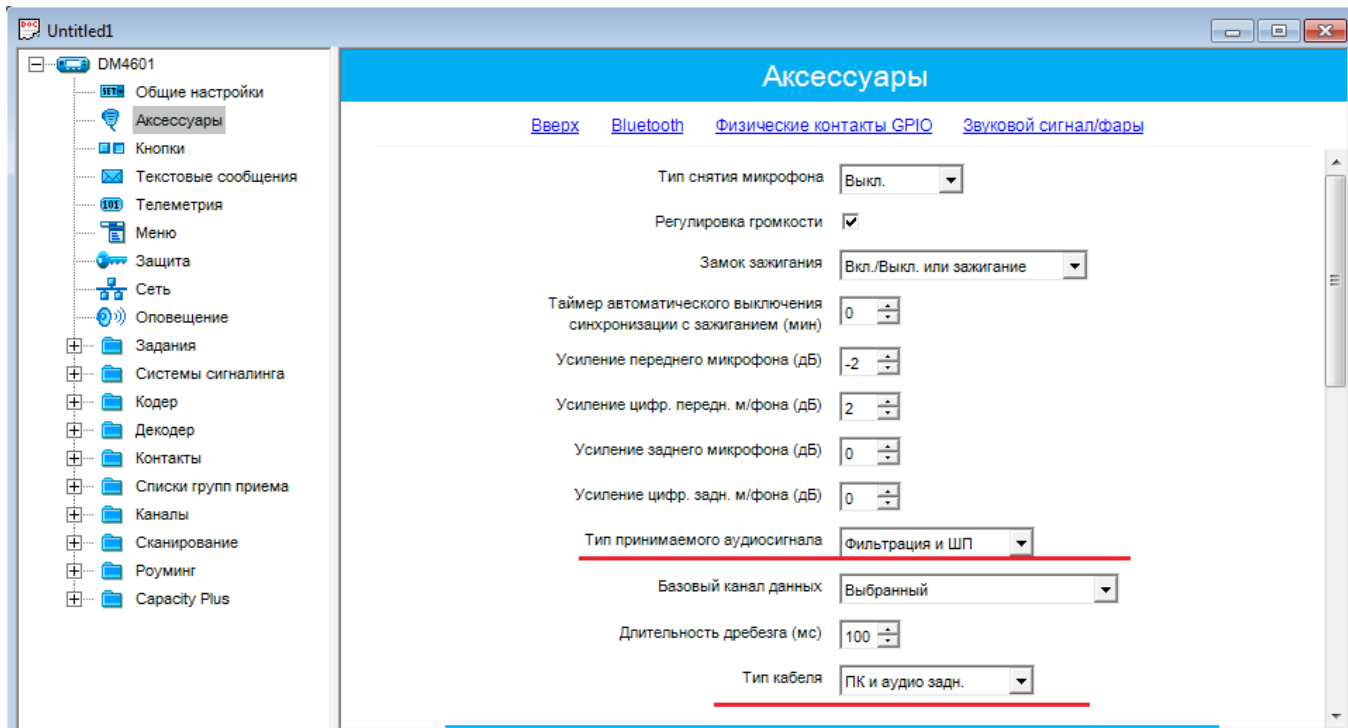 Untitled1
DM4601
Общие настройки
Аксессуары
Кнопки
Текстовые сообщения
Телеметрия
Меню
Защита
Сеть
Оповещение
Задания
Системы сигналинга
Кодер
Декодер
Контакты
Списки групп приема
Каналы
Сканирование
Роуминг
Capacity Plus
Аксессуары
Вверх Bluetooth Физические контакты GPIO Звуковой сигнал/фары
Тип снятия микрофона Выкл.
Регулировка громкости
Замок зажигания Вкл./Выкл. или зажигание
Таймер автоматического выключения
синхронизации с зажиганием (мин) 0
Усиление переднего микрофона (дБ) -2
Усиление цифр. передн. м/фона (дБ) 2
Усиление заднего микрофона (дБ) 0
Усиление цифр. задн. м/фона (дБ) 0
Тип принимаемого аудиосигнала Фильтрация и ШП
Базовый канал данных Выбранный
Длительность дребезга (мс) 100
Тип кабеля ПК и аудио задн.